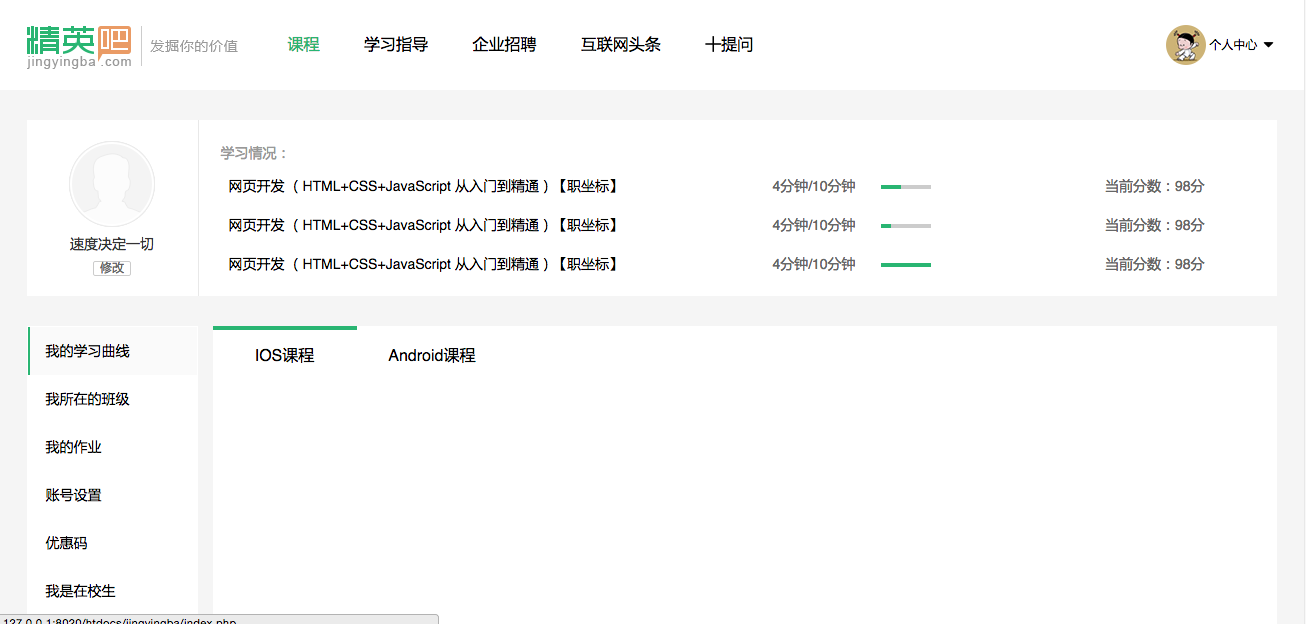 精英吧
jingyingba.com
发掘你的价值
课程 学习指导 企业招聘 互联网头条 十提问
个人中心
速度决定一切
修改
学习情况：
网页开发（HTML+CSS+JavaScript 从入门到精通）【职坐标】 4分钟/10分钟 当前分数：98分
网页开发（HTML+CSS+JavaScript 从入门到精通）【职坐标】 4分钟/10分钟 当前分数：98分
网页开发（HTML+CSS+JavaScript 从入门到精通）【职坐标】 4分钟/10分钟 当前分数：98分
我的学习曲线
我所在的班级
我的作业
账号设置
优惠码
我是在校生
IOS课程 Android课程
127.0.0.1:8020/htdocs/jingyingba/index.php